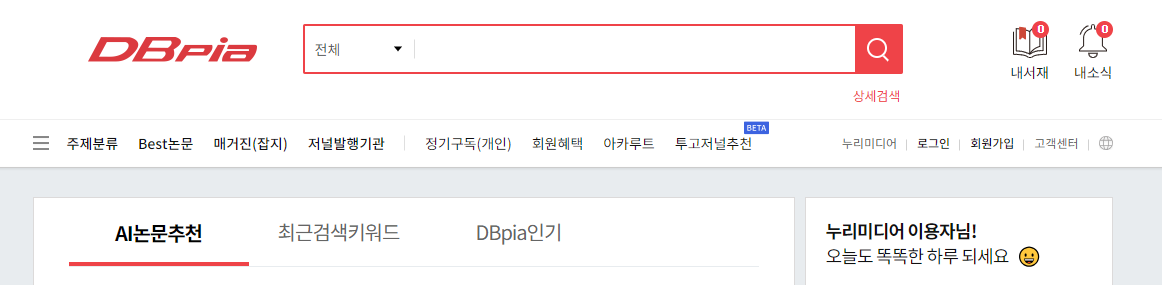 DBpia
전체
0
0
내서재
내소식
상세검색
주제분류 Best논문 매거진(잡지) 저널발행기관 정기구독(개인) 회원혜택 아카루트 투고저널추천 BETA
누리미디어 로그인 회원가입 고객센터
AI논문추천 최근검색키워드 DBpia인기
누리미디어 이용자님!
오늘도 똑똑한 하루 되세요 😀